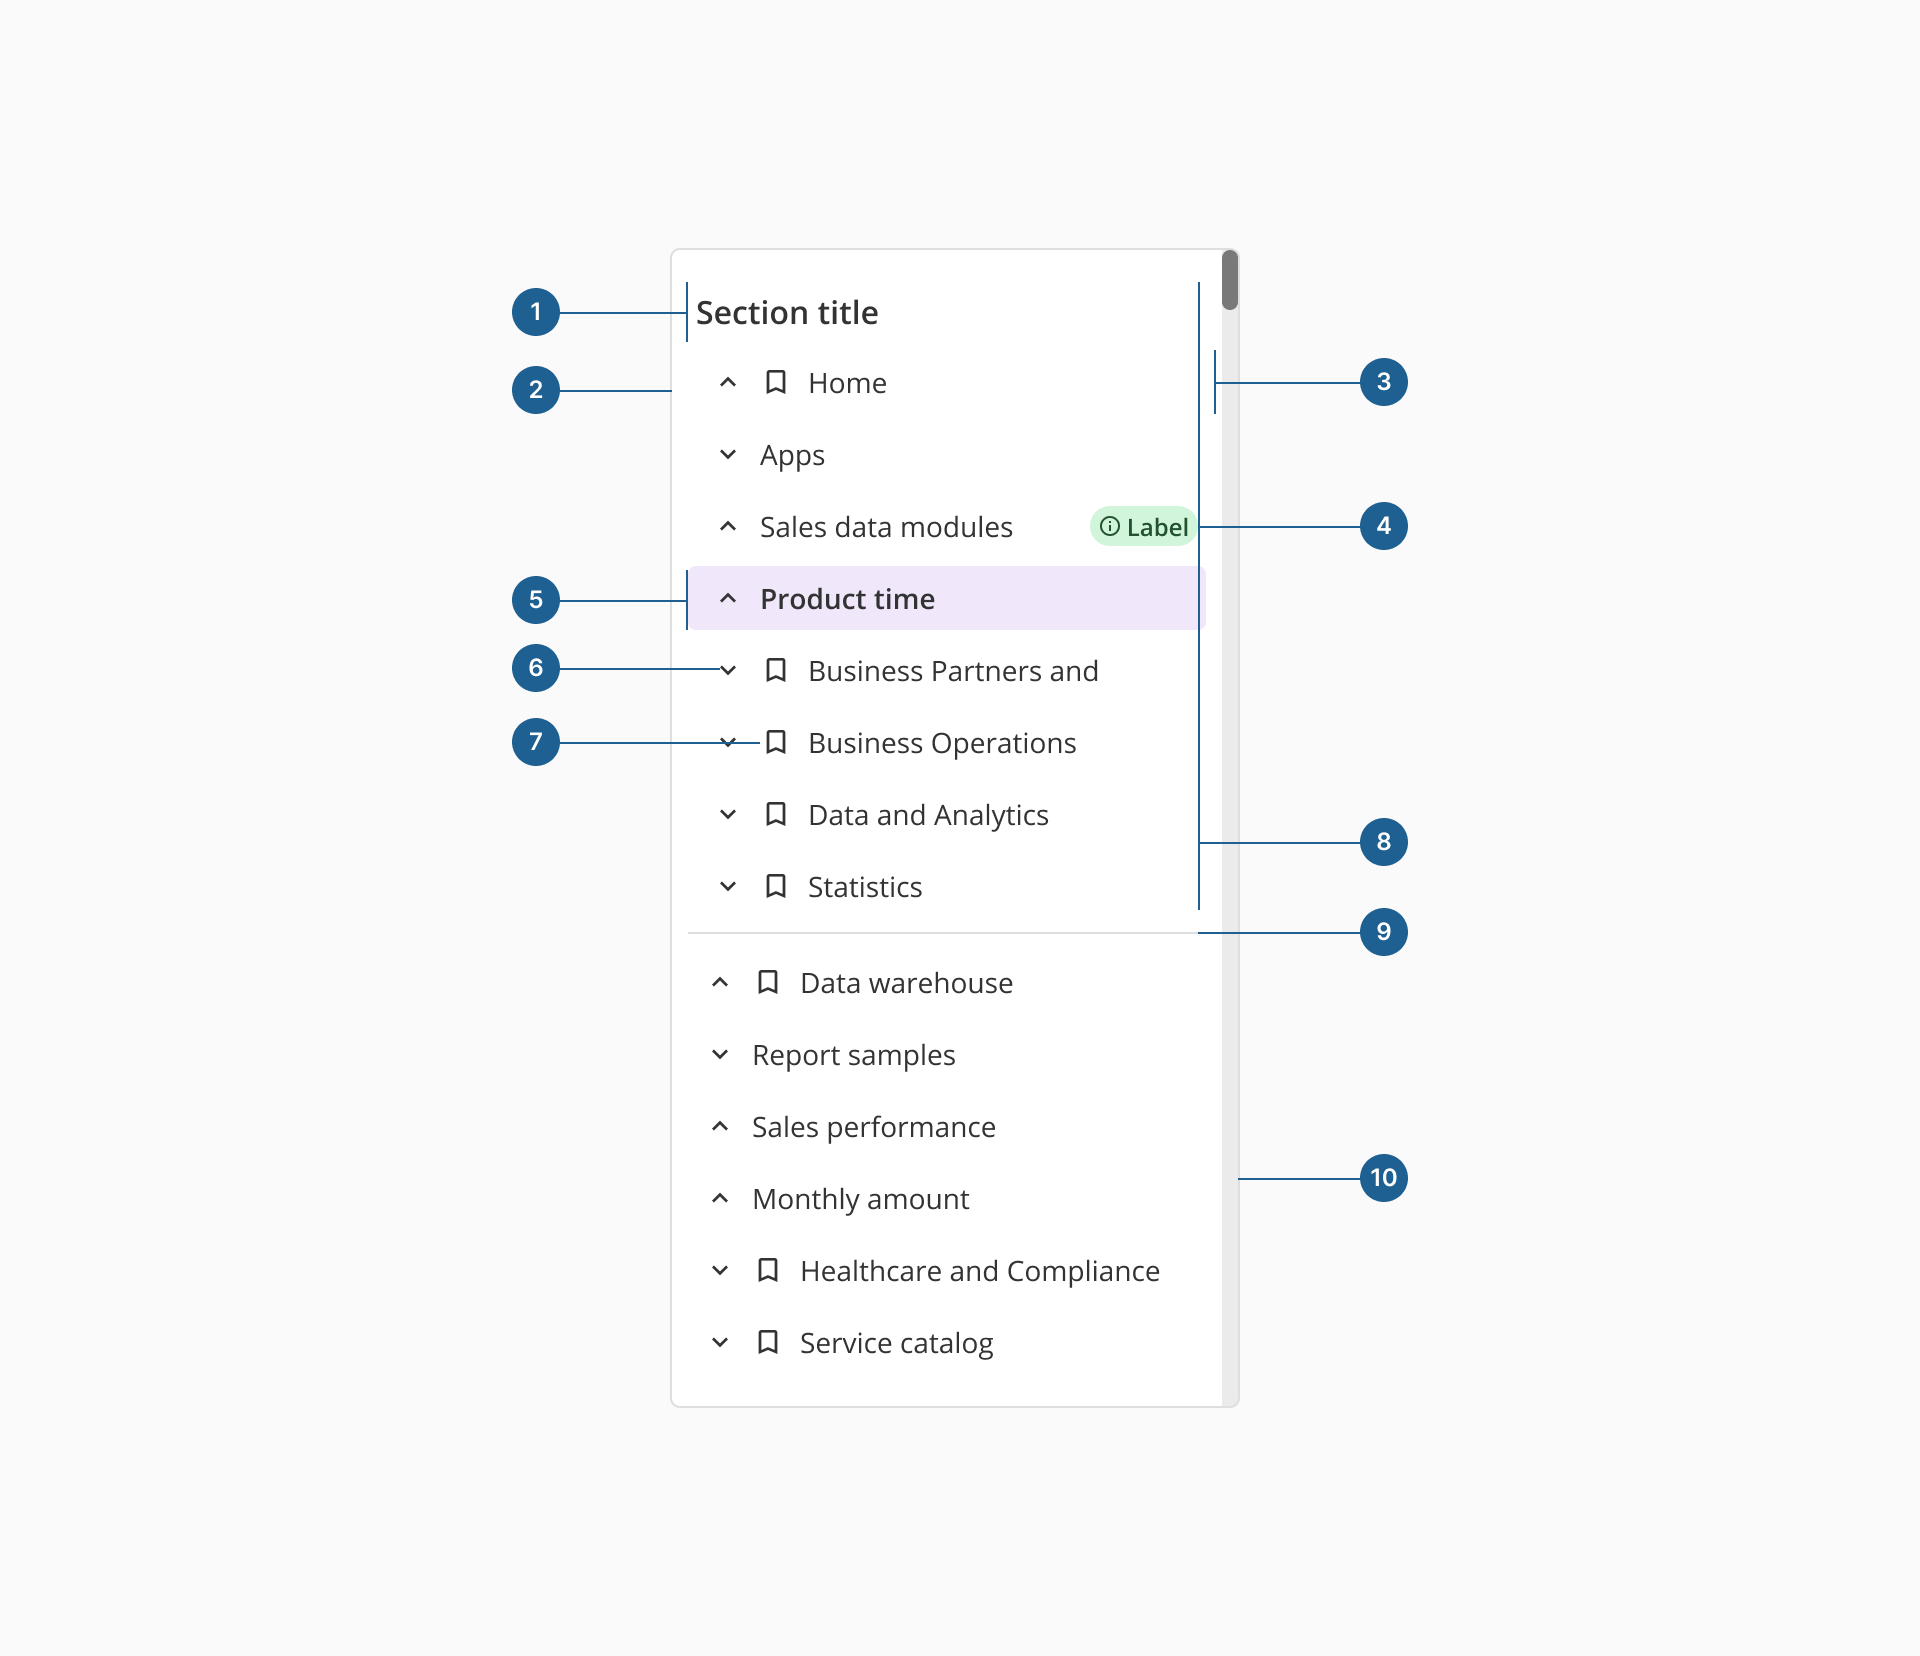 1 Section title
2 Home 3
Apps
Sales data modules Label 4
5 Product time
6 Business Partners and
7 Business Operations
Data and Analytics 8
Statistics
9
Data warehouse
Report samples
Sales performance
10
Monthly amount
Healthcare and Compliance
Service catalog